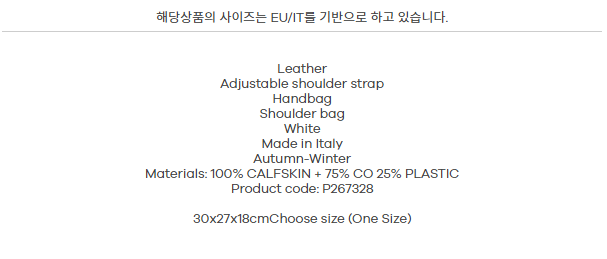 해당상품의 사이즈는 EU/IT를 기반으로 하고 있습니다.
Leather
Adjustable shoulder strap
Handbag
Shoulder bag
White
Made in Italy
Autumn-Winter
Materials: 100% CALFSKIN + 75% CO 25% PLASTIC
Product code: P267328
30x27x18cmChoose size (One Size)